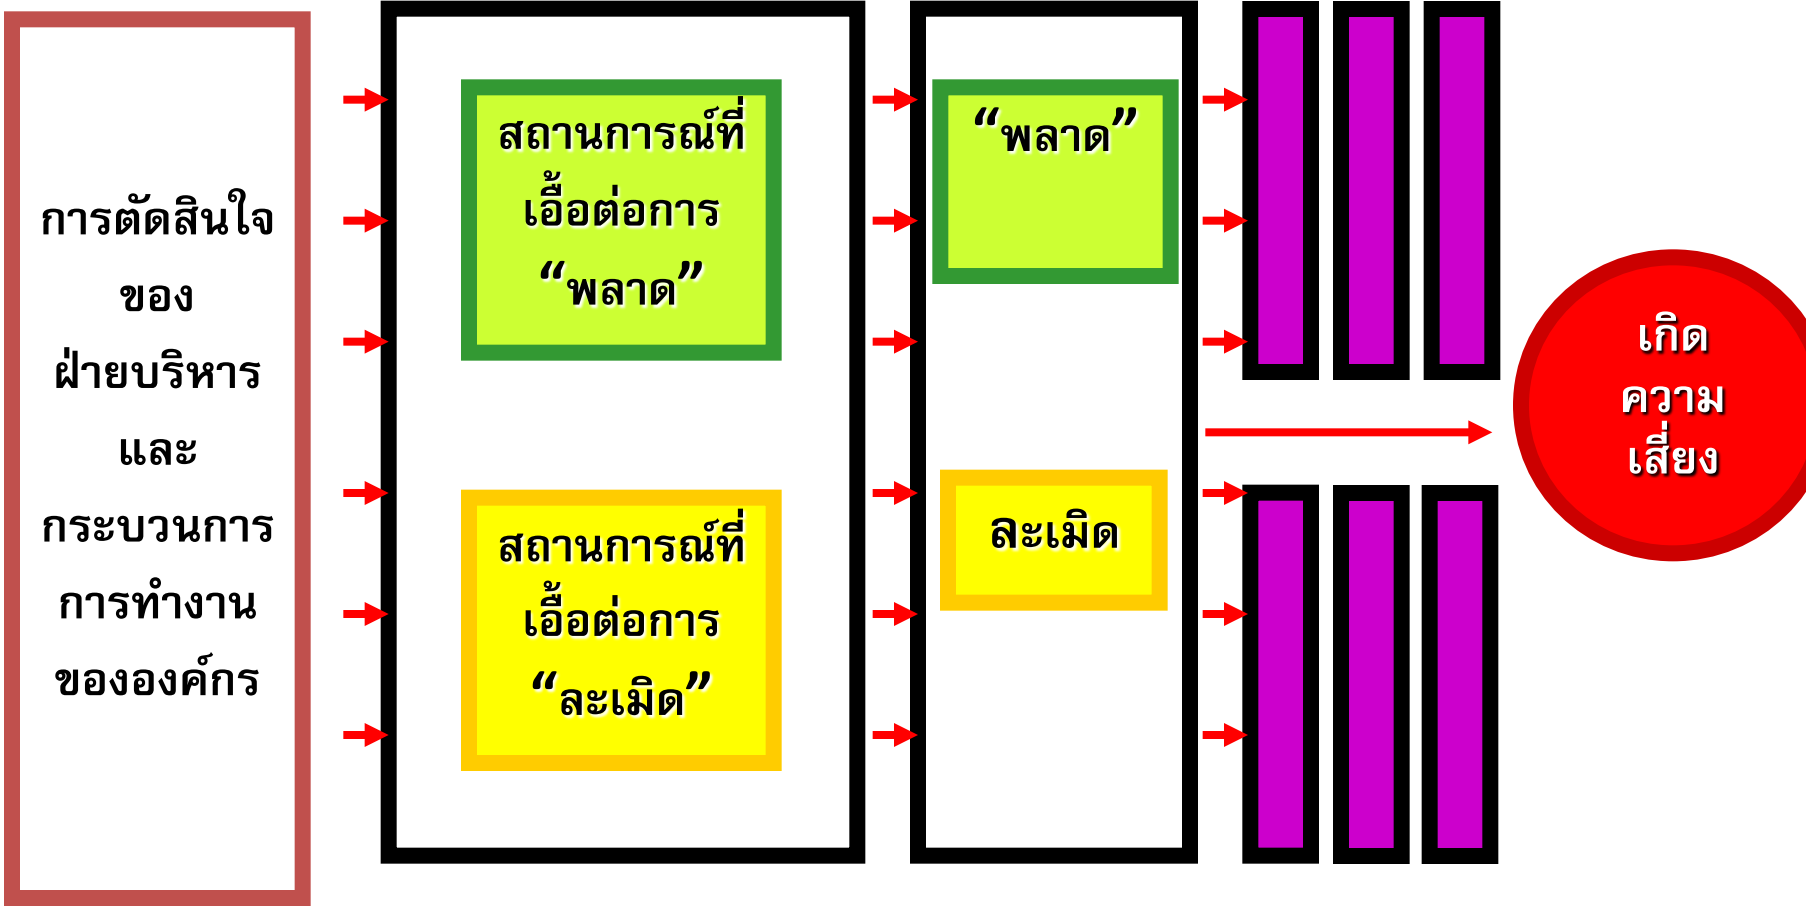 การตัดสินใจ
ของ
ฝ่ายบริหาร
และ
กระบวนการ
การทำงาน
ขององค์กร
สถานการณ์ที่
เอื้อต่อการ
“พลาด”
สถานการณ์ที่
เอื้อต่อการ
“ละเมิด”
“พลาด”
ละเมิด
เกิด
ความ
เสี่ยง